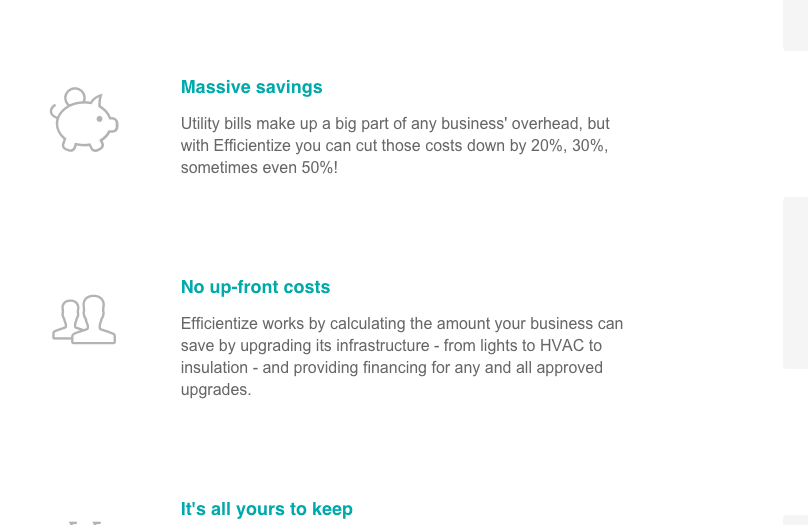 Massive savings
Utility bills make up a big part of any business' overhead, but
with Efficientize you can cut those costs down by 20%, 30%,
sometimes even 50%!
No up-front costs
Efficientize works by calculating the amount your business can
save by upgrading its infrastructure - from lights to HVAC to
insulation - and providing financing for any and all approved
upgrades.
It's all yours to keep